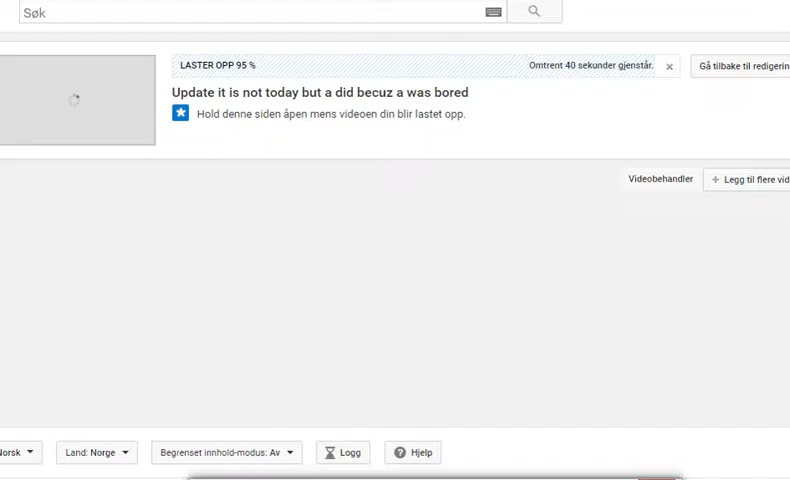 Søk
LASTER OPP 95 %
Omtrent 40 sekunder gjenstår.
Gå tilbake til redigerin
Update it is not today but a did becuz a was bored
Hold denne siden åpen mens videoen din blir lastet opp.
Videobehandler
+ Legg til flere vid
Norsk
Land: Norge
Begrenset innhold-modus: Av
Logg
Hjelp